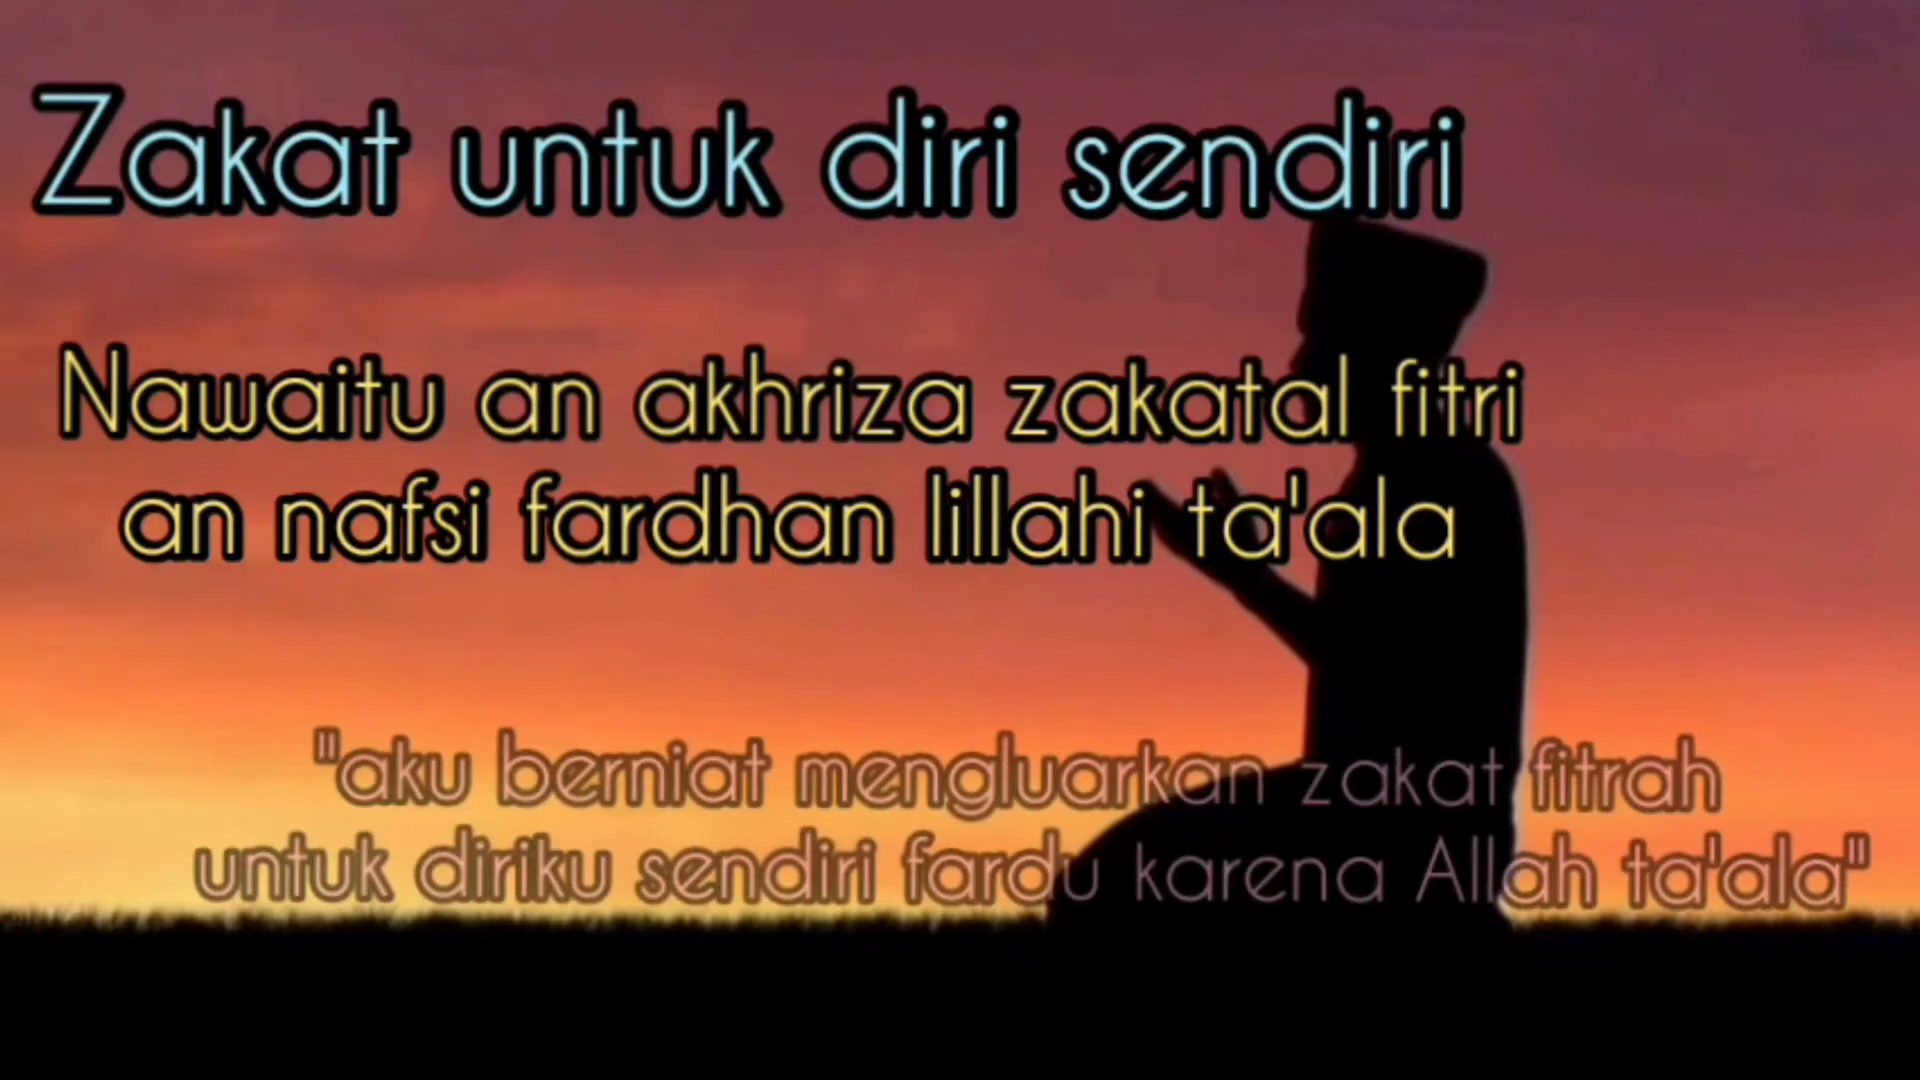 Zakat untuk diri sendiri
Nawaitu an akhriza zakatal fitri
an nafsi fardhan lillahi ta'ala
"aku berniat mengluarkan zakat fitrah
untuk diriku sendiri fardu karena Allah ta'ala"